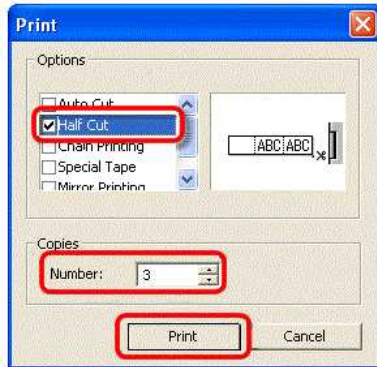 Print
Options
Auto Cut
Half Cut
Chain Printing
Special Tape
Mirror Printing
ABC ABC
Copies
Number: 3
Print Cancel